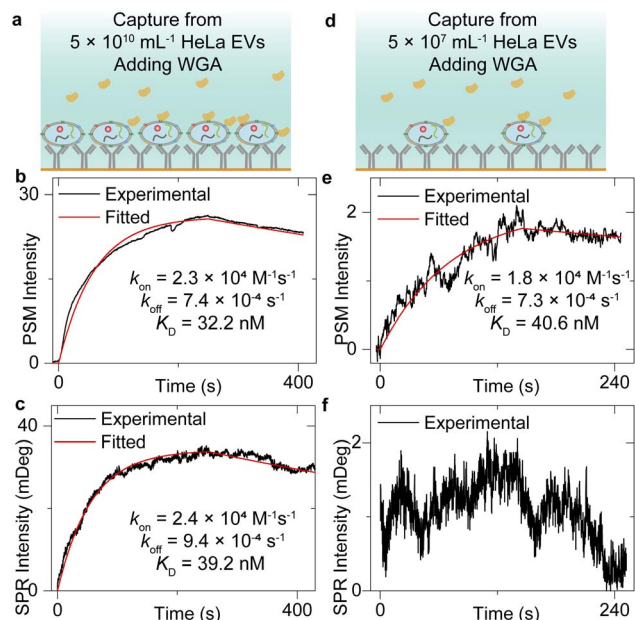 a
Capture from
5 × 10¹⁰ mL⁻¹ HeLa EVs
Adding WGA
b
30
0
PSM Intensity
Experimental
Fitted
kon = 2.3 × 10⁴ M⁻¹s⁻¹
koff = 7.4 × 10⁻⁴ s⁻¹
KD = 32.2 nM
0
400
Time (s)
c
40
0
SPR Intensity (mDeg)
Experimental
Fitted
kon = 2.4 × 10⁴ M⁻¹s⁻¹
koff = 9.4 × 10⁻⁴ s⁻¹
KD = 39.2 nM
0
400
Time (s)
d
Capture from
5 × 10⁷ mL⁻¹ HeLa EVs
Adding WGA
e
2
0
PSM Intensity
Experimental
Fitted
kon = 1.8 × 10⁴ M⁻¹s⁻¹
koff = 7.3 × 10⁻⁴ s⁻¹
KD = 40.6 nM
0
240
Time (s)
f
2
0
SPR Intensity (mDeg)
Experimental
0
240
Time (s)